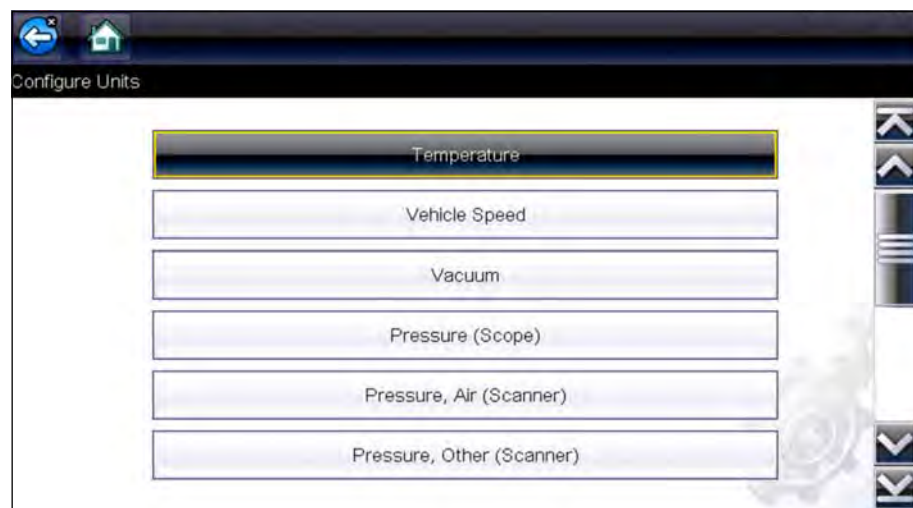 Configure Units
Temperature
Vehicle Speed
Vacuum
Pressure (Scope)
Pressure, Air (Scanner)
Pressure, Other (Scanner)